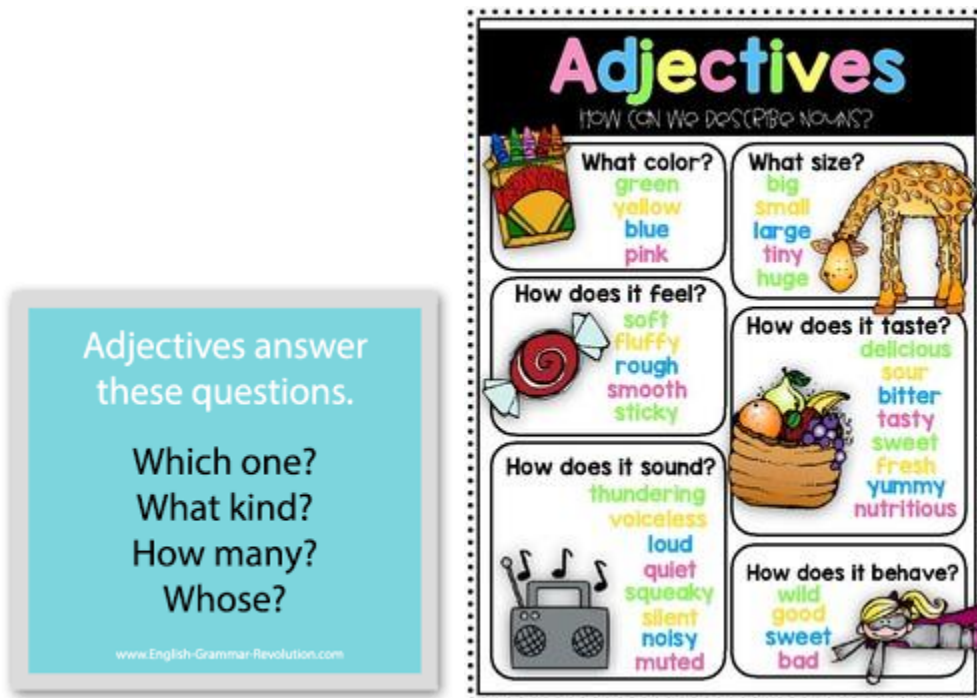 Adjectives answer
these questions.
Which one?
What kind?
How many?
Whose?
www.English-Grammar-Revolution.com
Adjectives
HOW CAN WE DESCRIBE NOUNS?
What color?
green
yellow
blue
pink
What size?
big
small
large
tiny
huge
How does it feel?
soft
fluffy
rough
smooth
sticky
How does it taste?
delicious
sour
bitter
tasty
sweet
fresh
yummy
nutritious
How does it sound?
thundering
voiceless
loud
quiet
squeaky
silent
noisy
muted
How does it behave?
wild
good
sweet
bad